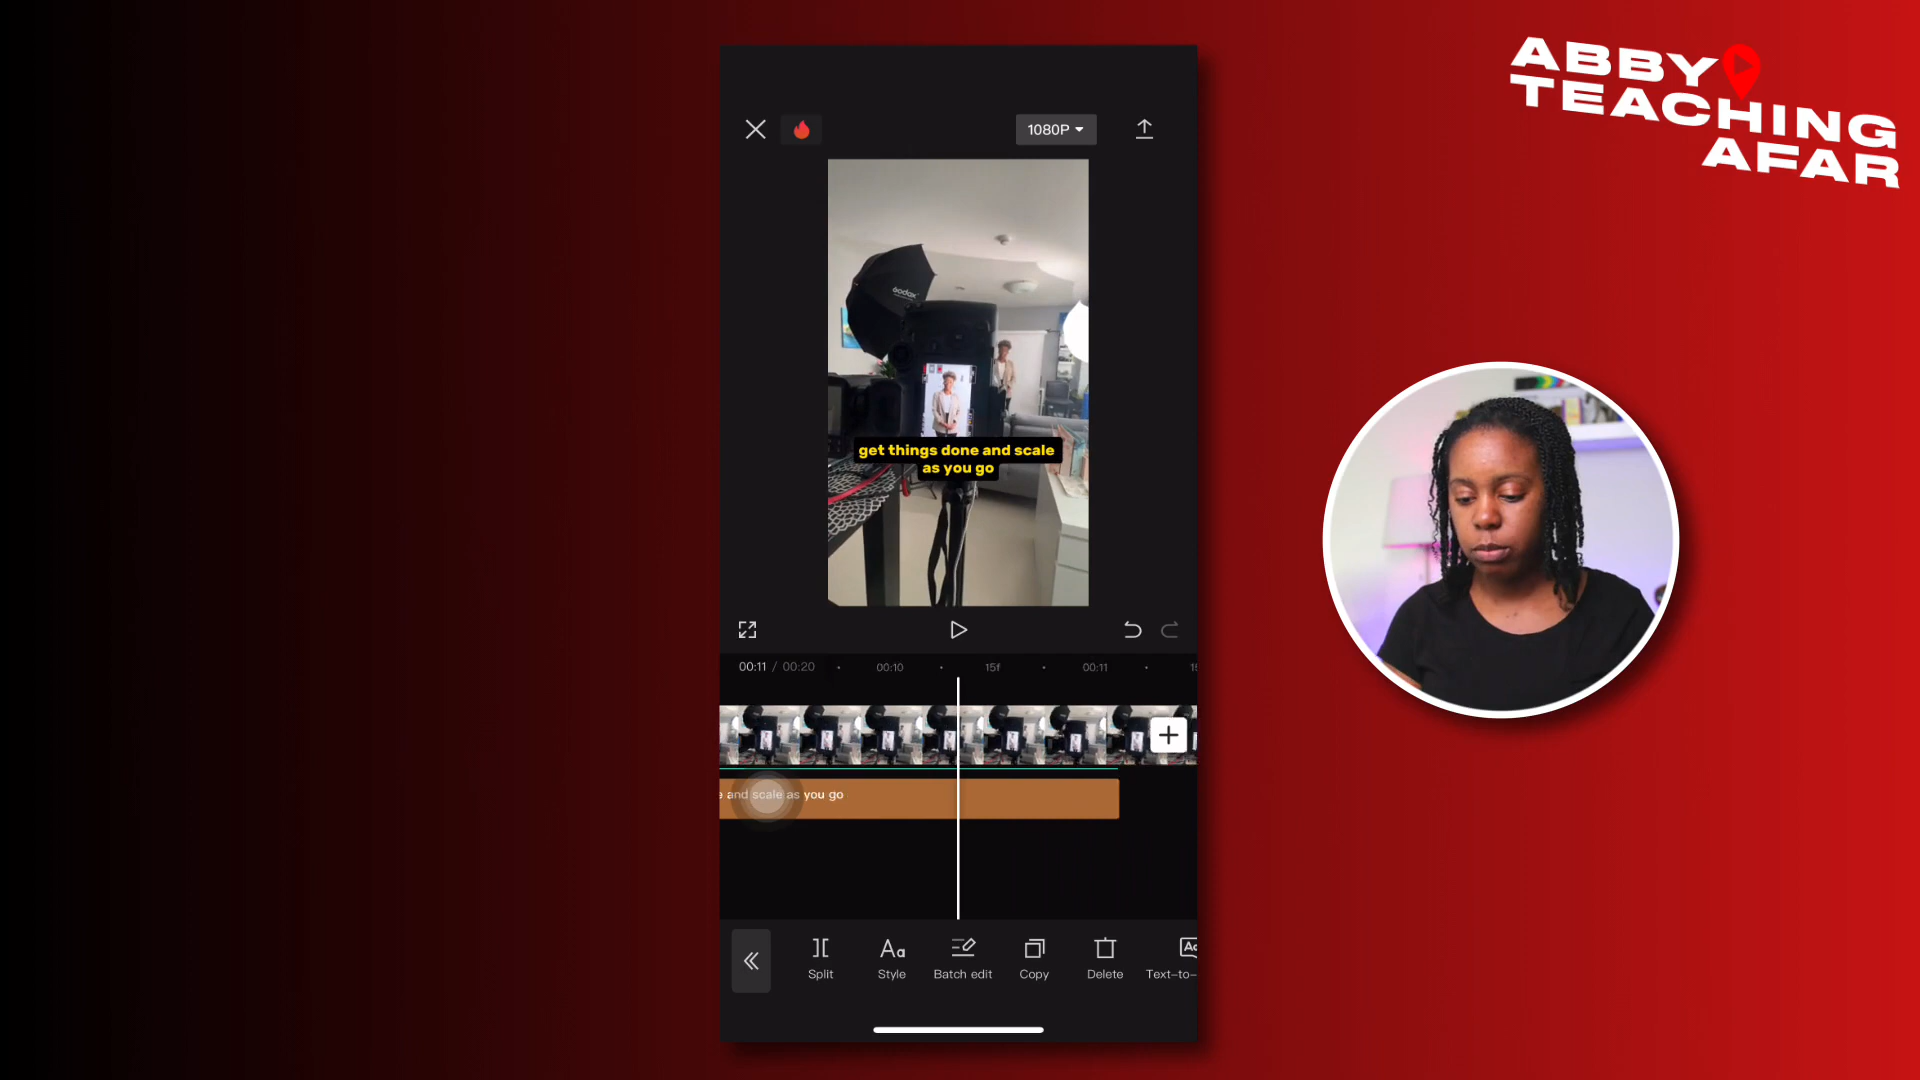 ABBY
TEACHING
AFAR
1080P
Godox
get things done and scale
as you go
00:11 / 00:20
00:10
15f
00:11
and scale as you go
Split
Style
Batch edit
Copy
Delete
Text-to-